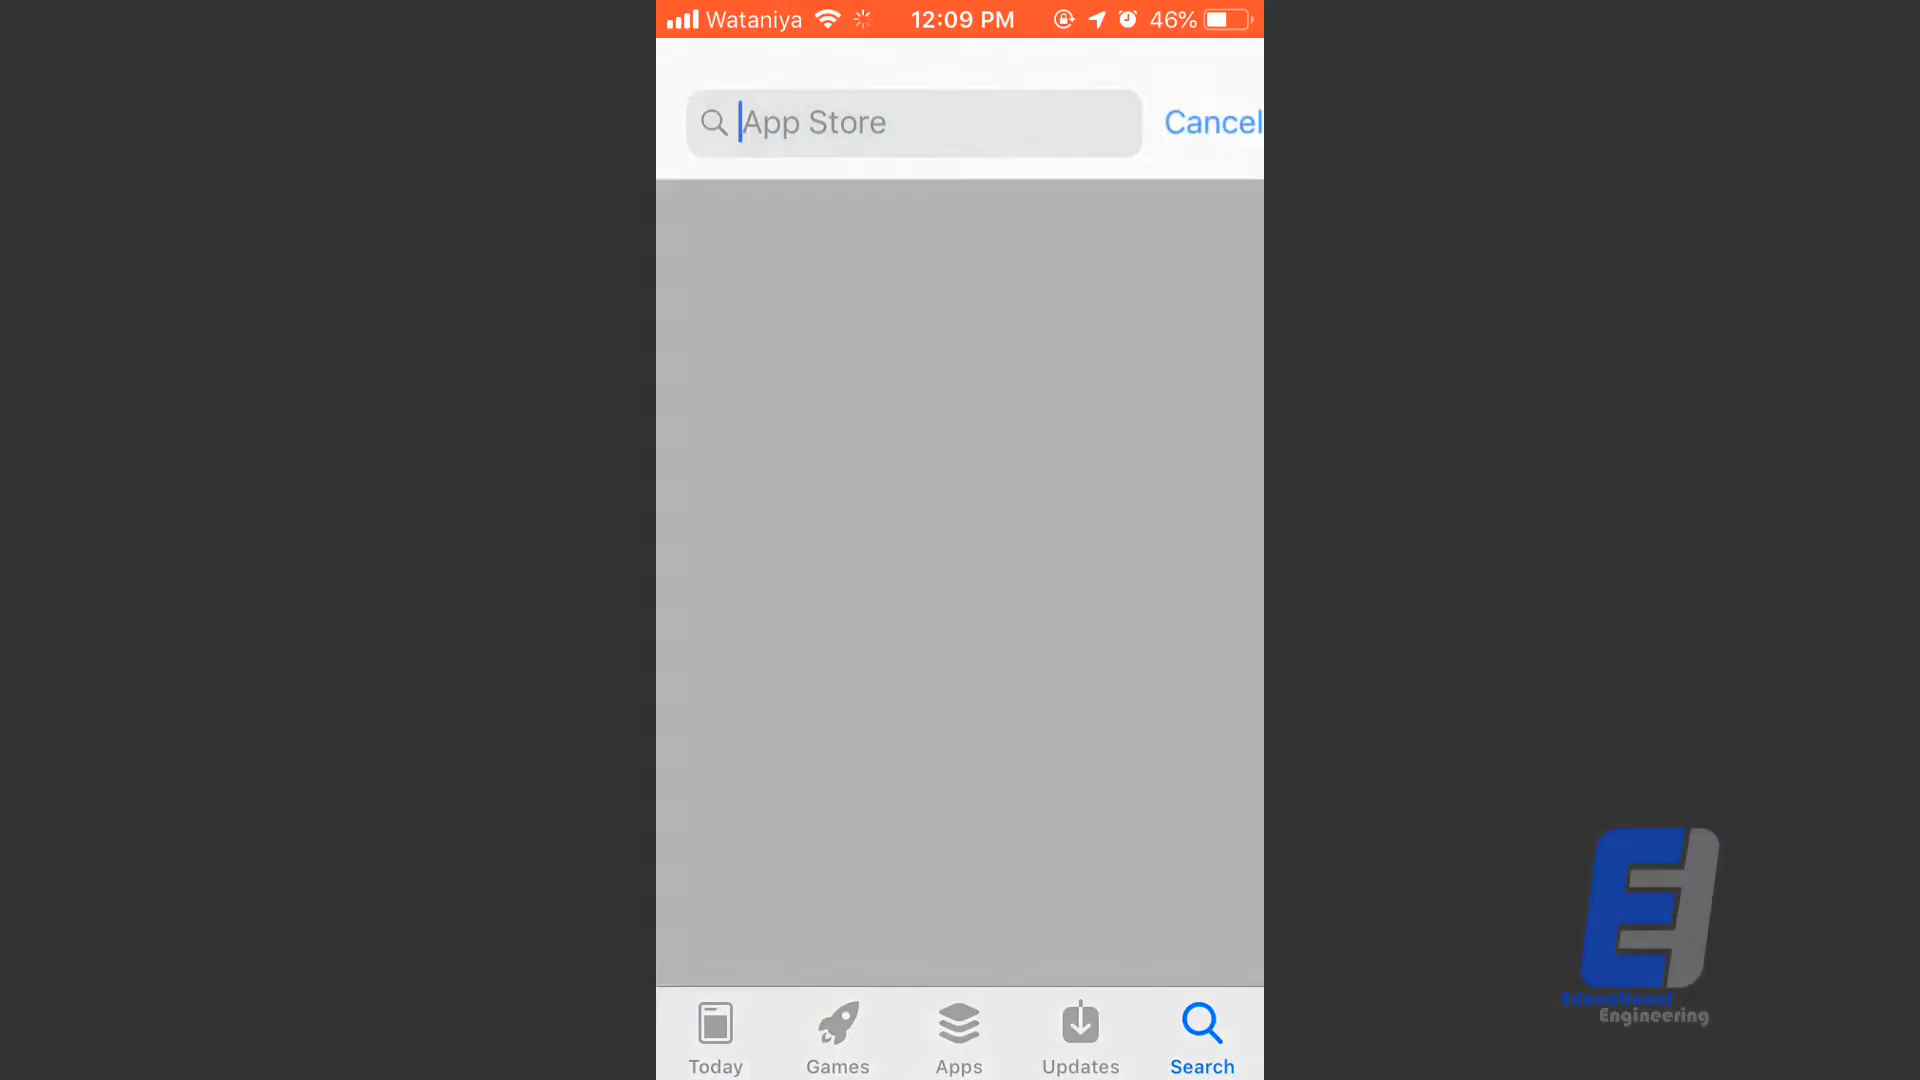 Wataniya 12:09 PM 46%
App Store Cancel
Today Games Apps Updates Search
Educational
Engineering